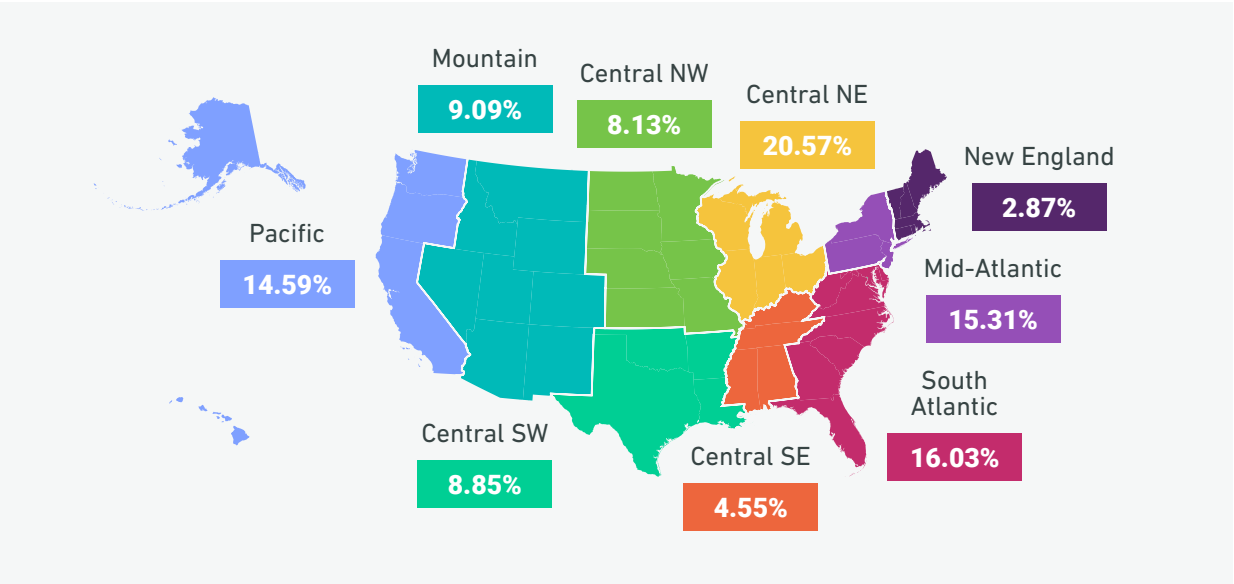 Mountain
9.09%
Central NW
8.13%
Central NE
20.57%
New England
2.87%
Pacific
14.59%
Mid-Atlantic
15.31%
South
Atlantic
16.03%
Central SW
8.85%
Central SE
4.55%